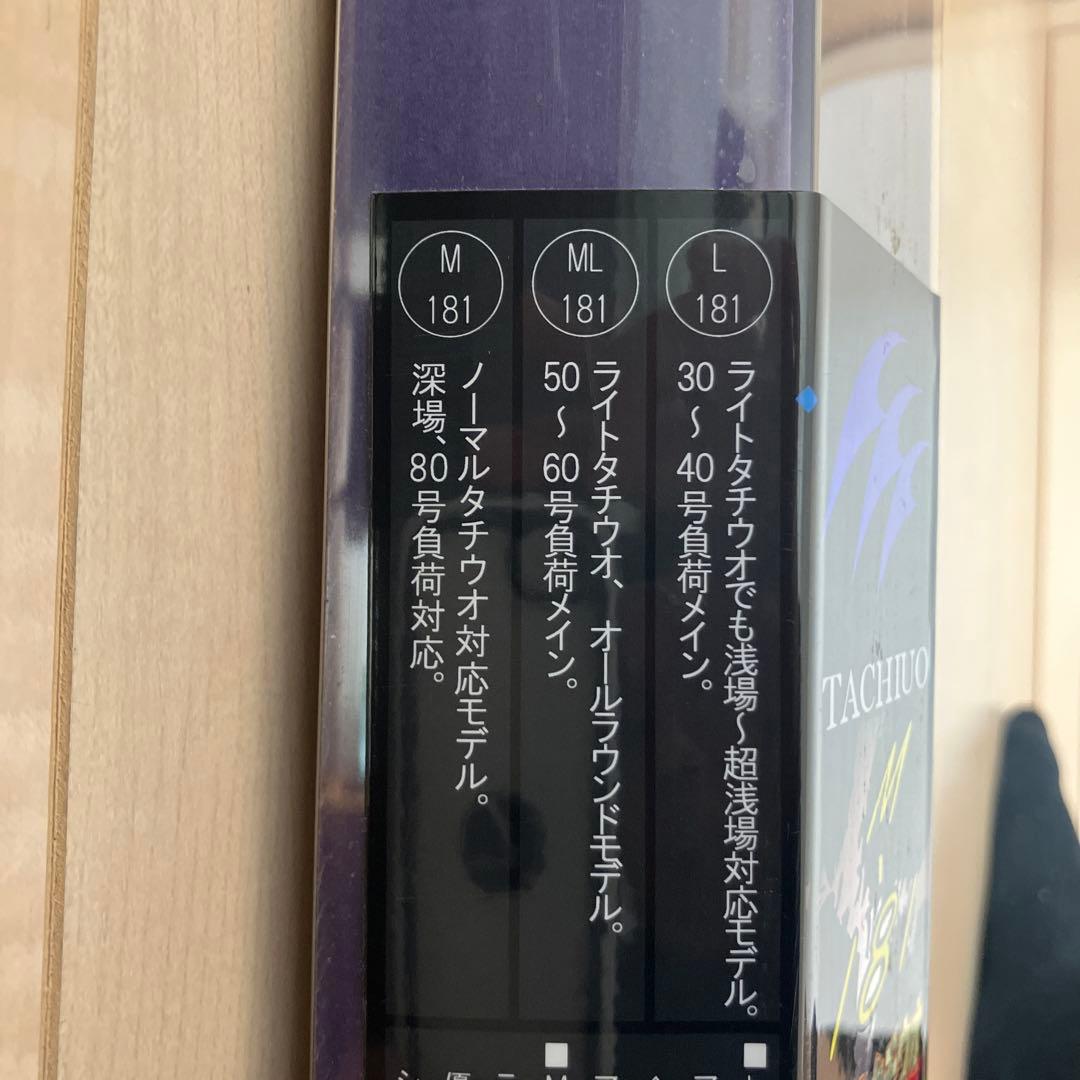 L
181
ライトタチウオでも浅場～超浅場対応モデル。
30～40号負荷メイン。
ML
181
ライトタチウオ、オールラウンドモデル。
50～60号負荷メイン。
M
181
ノーマルタチウオ対応モデル。
深場、80号負荷対応。
TACHIUO
M・181